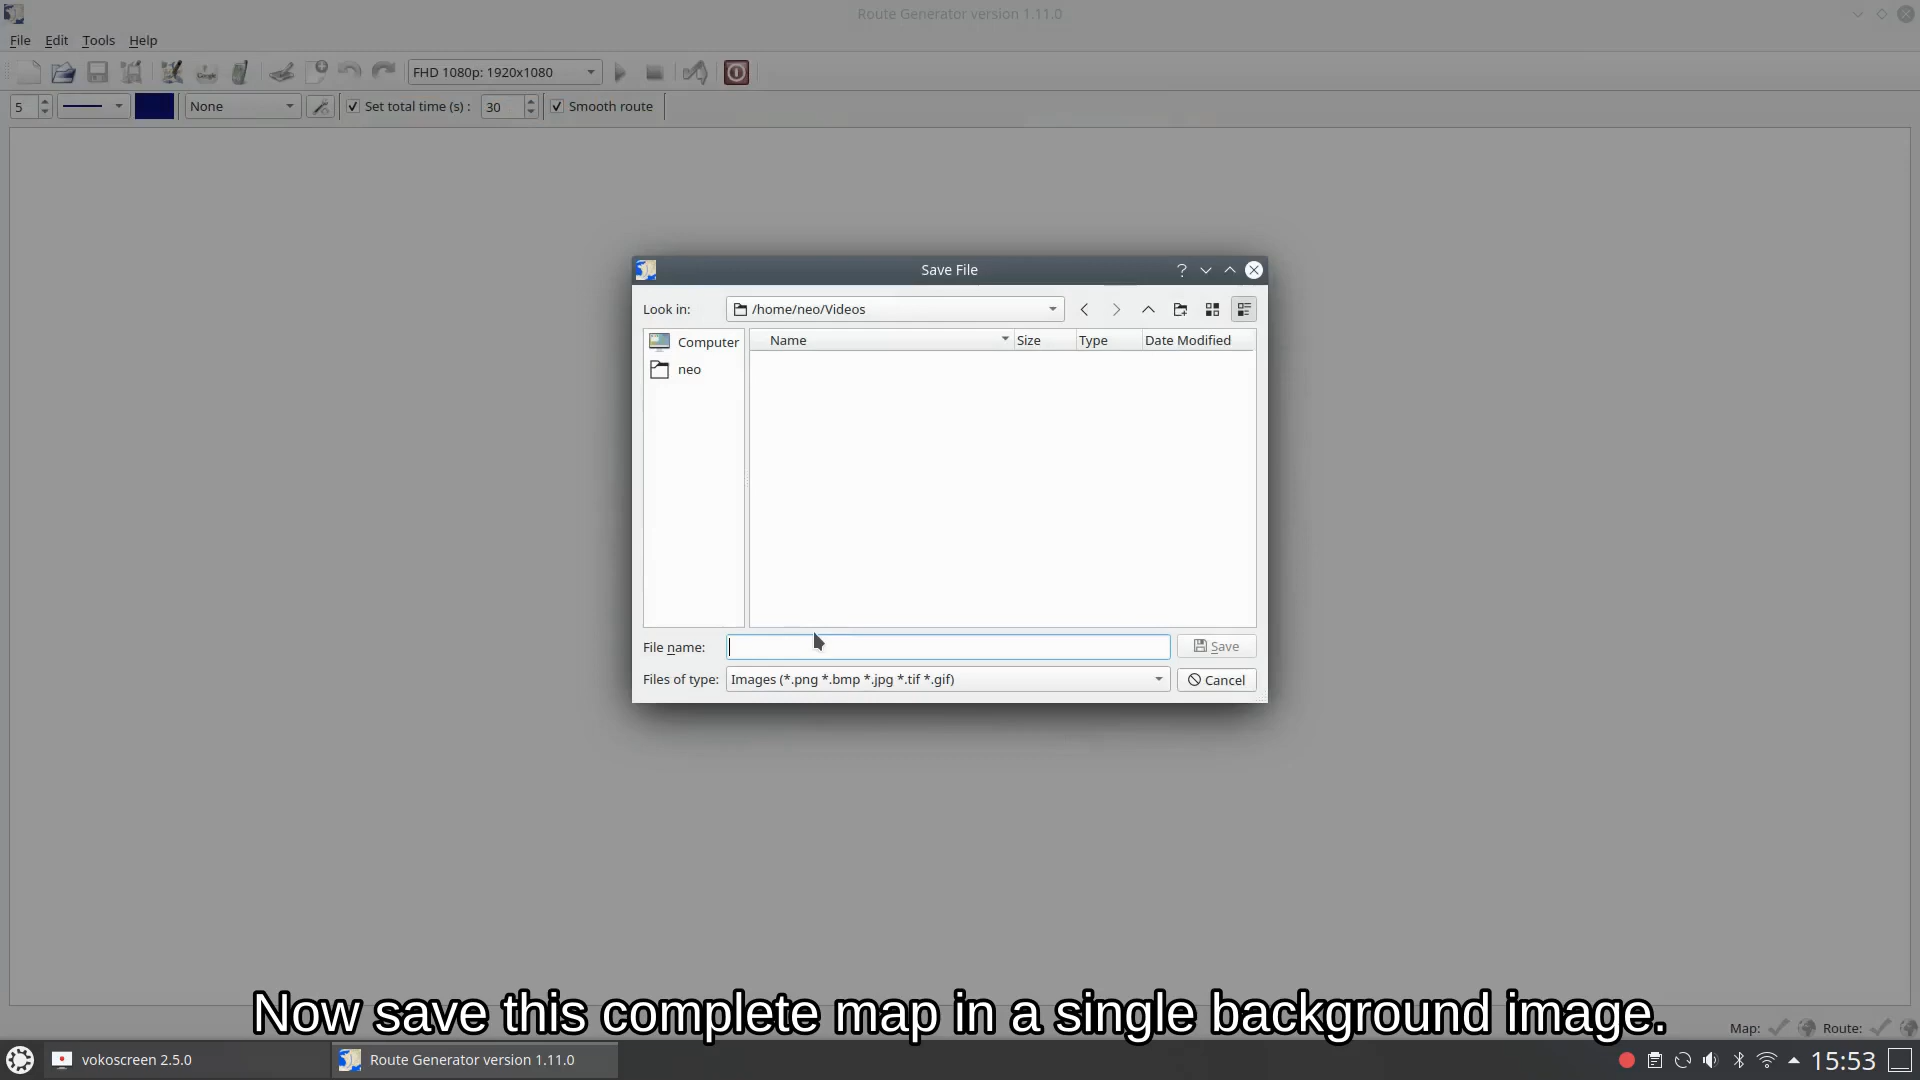 Route Generator version 1.11.0
File Edit Tools Help
FHD 1080p: 1920x1080
5 None Set total time (s) : 30 Smooth route
Save File
Look in: /home/neo/Videos
Name Size Type Date Modified
Computer
neo
File name: Save
Files of type: Images (*.png *.bmp *.jpg *.tif *.gif) Cancel
Now save this complete map in a single background image.
Map: Route:
vokoscreen 2.5.0 Route Generator version 1.11.0 15:53